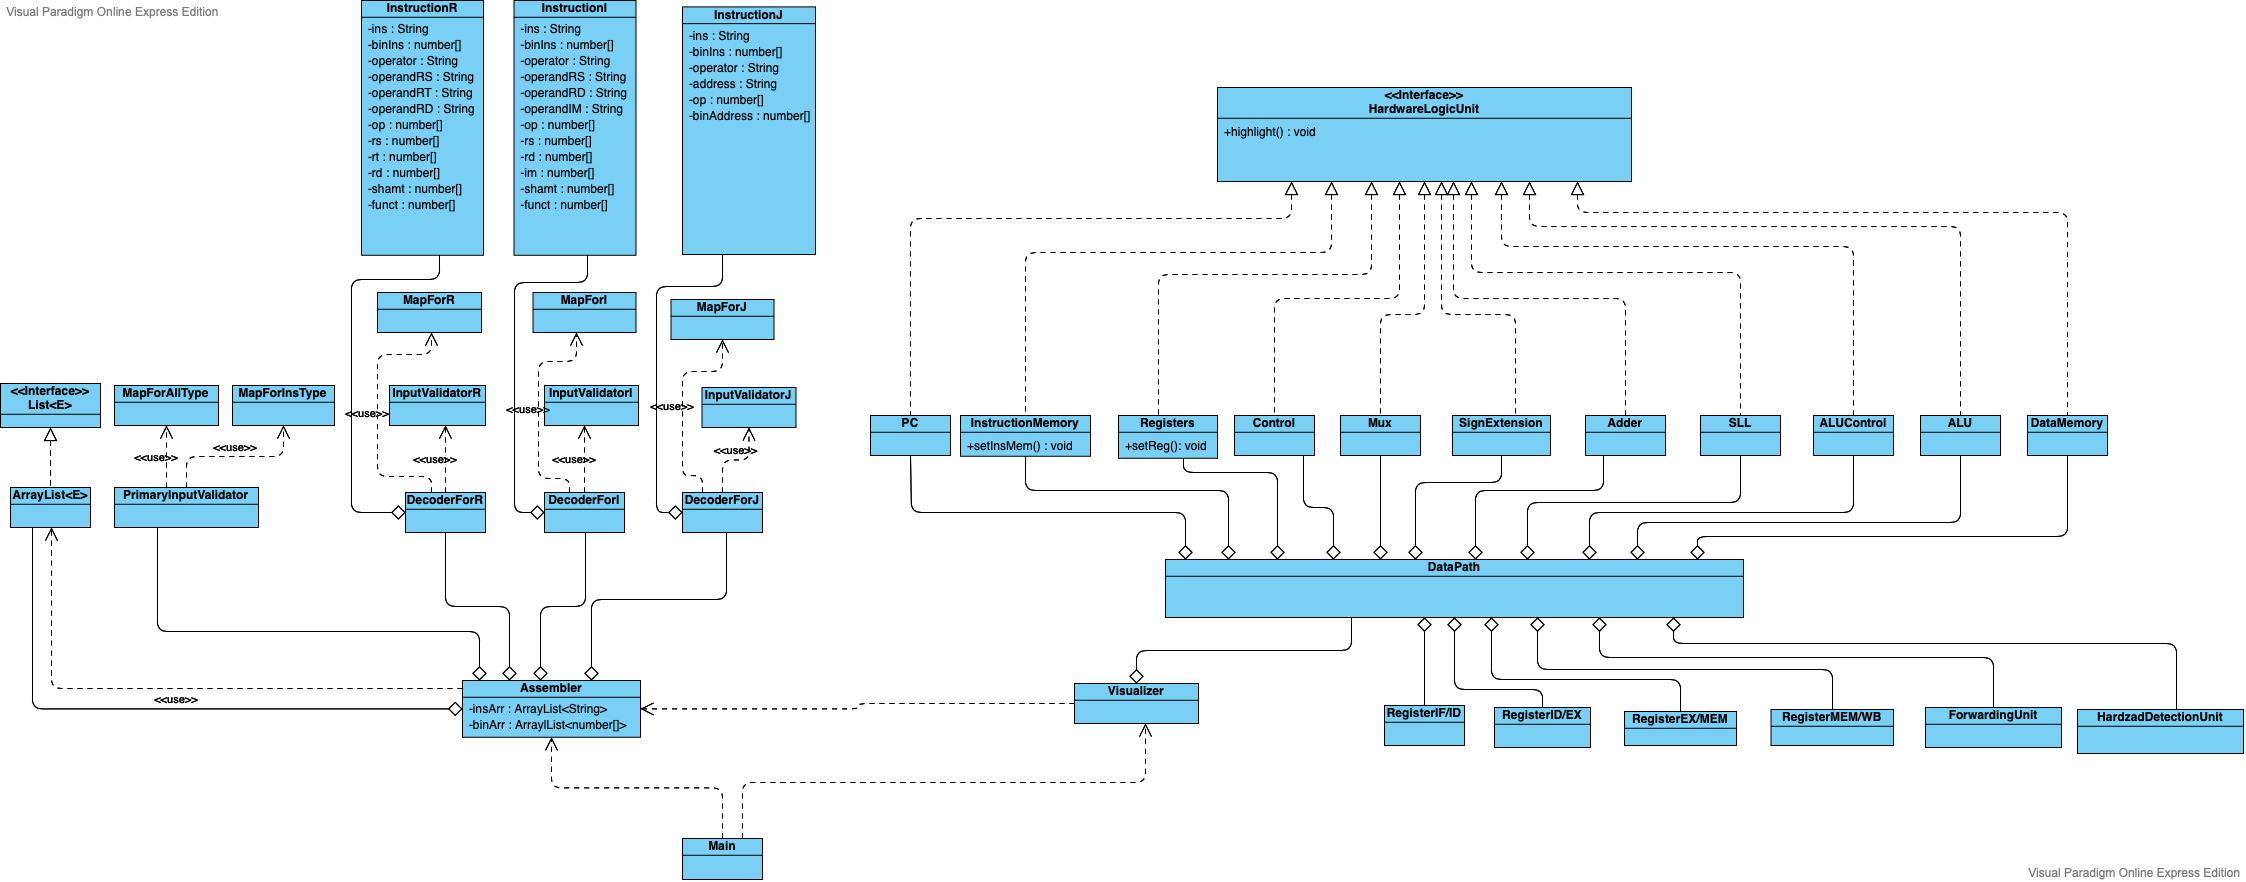 Visual Paradigm Online Express Edition
InstructionR
-ins : String
-binIns : number[]
-operator : String
-operandRS : String
-operandRT : String
-operandRD : String
-op : number[]
-rs : number[]
-rt : number[]
-rd : number[]
-shamt : number[]
-funct : number[]
InstructionI
-ins : String
-binIns : number[]
-operator : String
-operandRS : String
-operandRD : String
-operandIM : String
-op : number[]
-rs : number[]
-rd : number[]
-im : number[]
-shamt : number[]
-funct : number[]
InstructionJ
-ins : String
-binIns : number[]
-operator : String
-address : String
-op : number[]
-binAddress : number[]
<<Interface>>
HardwareLogicUnit
+highlight() : void
MapForR
MapForI
MapForJ
<<Interface>>
List<E>
MapForAllType
MapForInsType
InputValidatorR
InputValidatorI
InputValidatorJ
<<use>>
<<use>>
<<use>>
<<use>>
<<use>>
<<use>>
<<use>>
<<use>>
PC
InstructionMemory
+setInsMem() : void
Registers
+setReg(): void
Control
Mux
SignExtension
Adder
SLL
ALUControl
ALU
DataMemory
ArrayList<E>
PrimaryInputValidator
DecoderForR
DecoderForI
DecoderForJ
DataPath
<<use>>
Assembler
-insArr : ArrayList<String>
-binArr : ArraylList<number[]>
Visualizer
RegisterIF/ID
RegisterID/EX
RegisterEX/MEM
RegisterMEM/WB
ForwardingUnit
HardzadDetectionUnit
Main
Visual Paradigm Online Express Edition